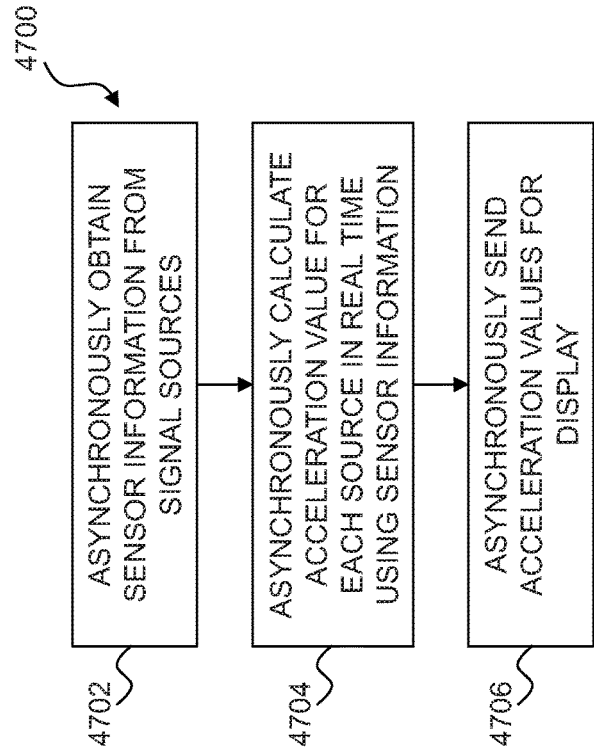 4700
4702
ASYNCHRONOUSLY OBTAIN
SENSOR INFORMATION FROM
SIGNAL SOURCES
4704
ASYNCHRONOUSLY CALCULATE
ACCELERATION VALUE FOR
EACH SOURCE IN REAL TIME
USING SENSOR INFORMATION
4706
ASYNCHRONOUSLY SEND
ACCELERATION VALUES FOR
DISPLAY